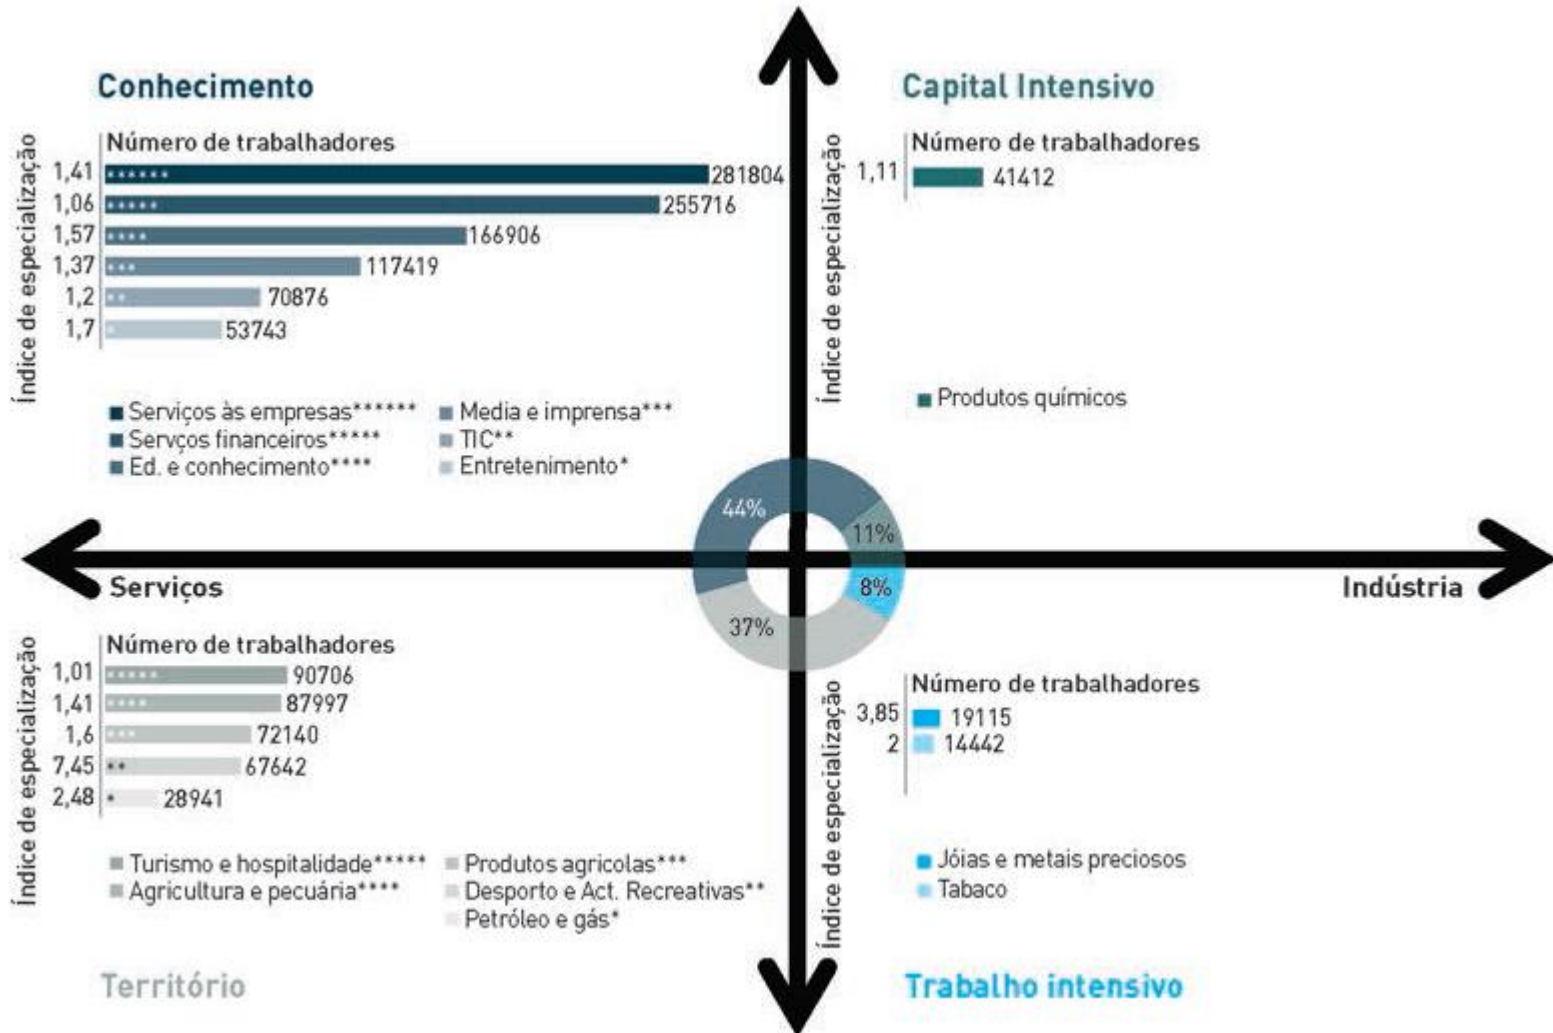 Conhecimento
Índice de especialização
Número de trabalhadores
1,41 ****** 281804
1,06 ***** 255716
1,57 **** 166906
1,37 *** 117419
1,2 ** 70876
1,7 * 53743
Serviços às empresas******
Servços financeiros*****
Ed. e conhecimento****
Media e imprensa***
TIC**
Entretenimento*
Capital Intensivo
Índice de especialização
Número de trabalhadores
1,11 41412
Produtos químicos
44%
11%
8%
37%
Serviços
Indústria
Índice de especialização
Número de trabalhadores
1,01 ***** 90706
1,41 **** 87997
1,6 *** 72140
7,45 ** 67642
2,48 * 28941
Turismo e hospitalidade*****
Agricultura e pecuária****
Produtos agricolas***
Desporto e Act. Recreativas**
Petróleo e gás*
Território
Índice de especialização
Número de trabalhadores
3,85 19115
2 14442
Jóias e metais preciosos
Tabaco
Trabalho intensivo